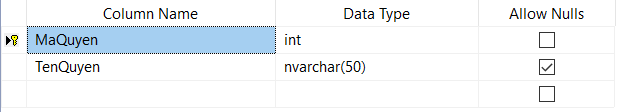 Column Name Data Type Allow Nulls
MaQuyen int
TenQuyen nvarchar(50)